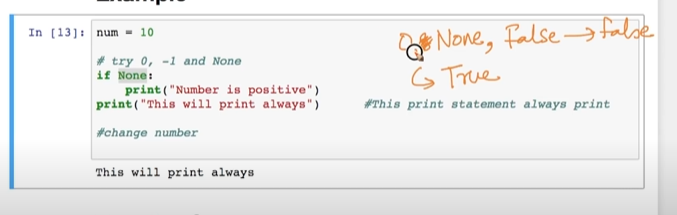 In [13]: num = 10
# try 0, -1 and None
if None:
print("Number is positive")
print("This will print always") #This print statement always print
#change number
This will print always
0 None, False → false
↳ True